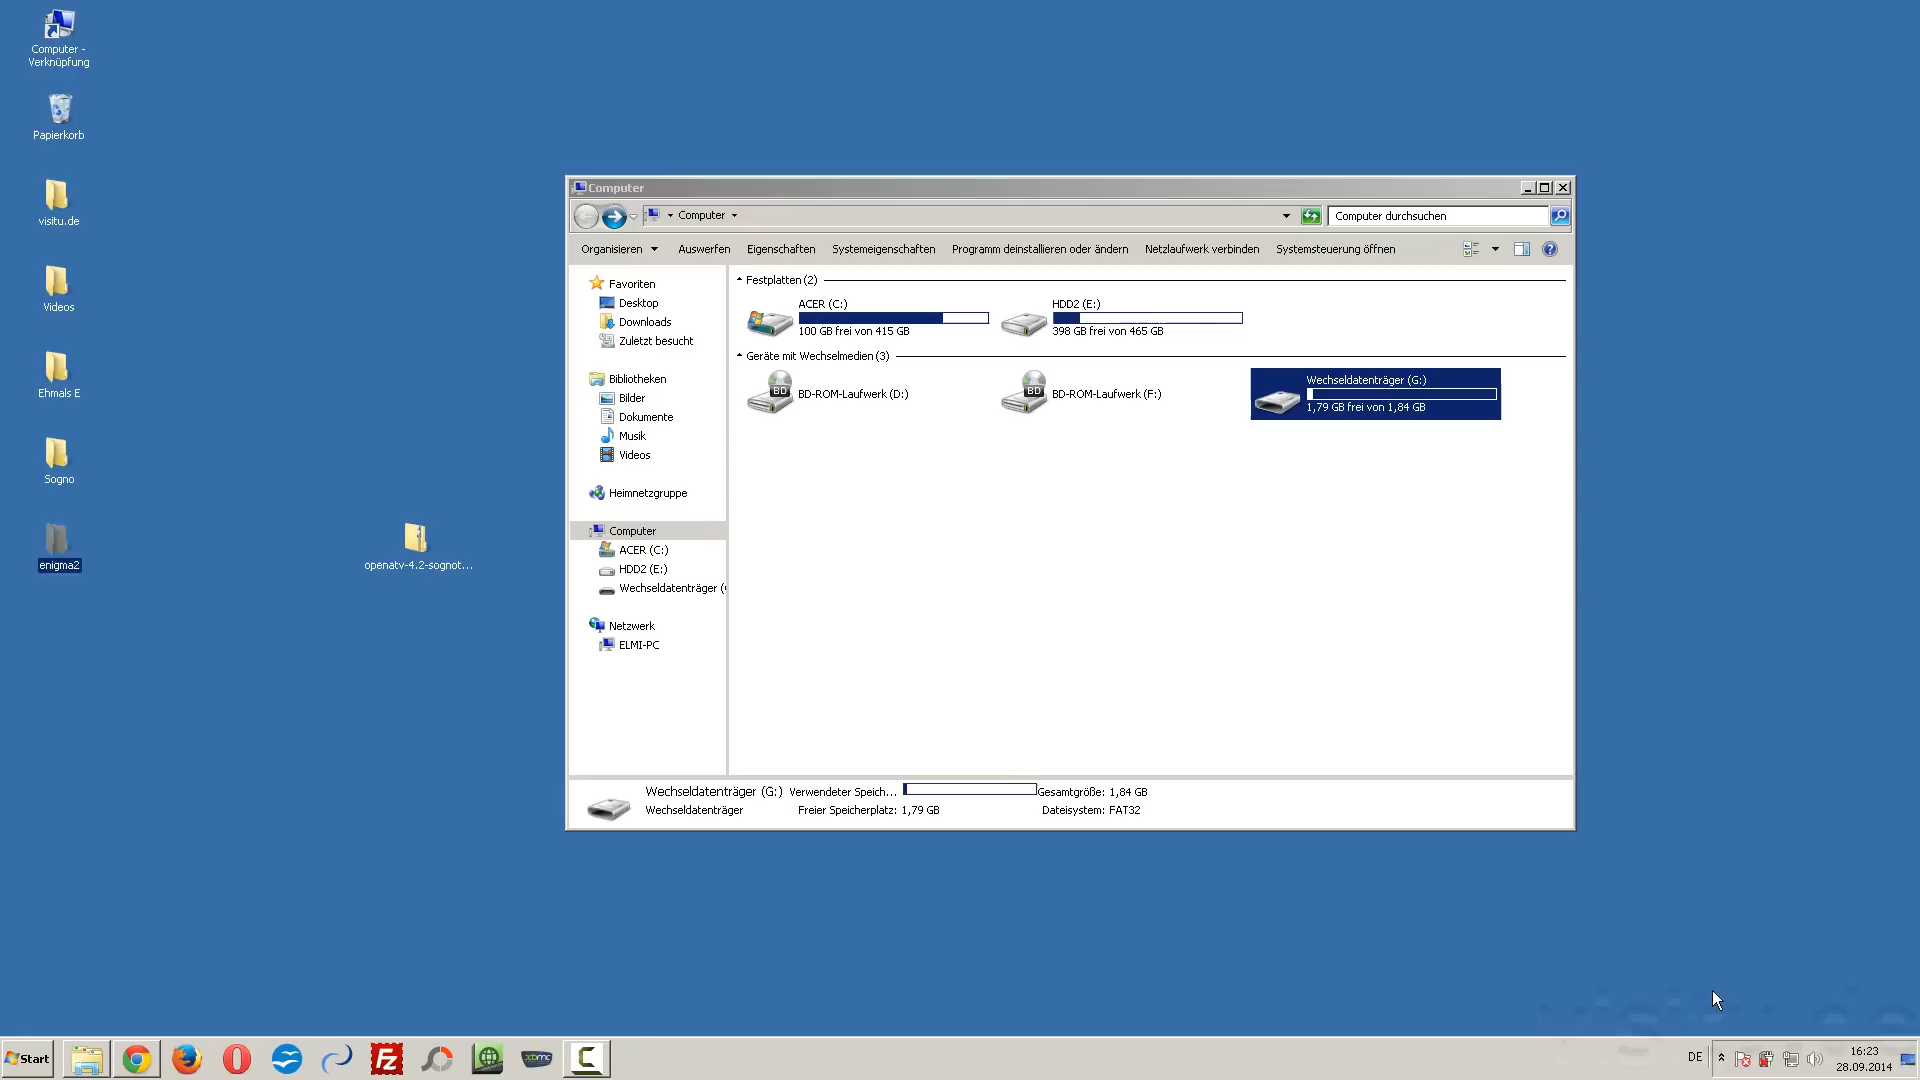 Computer -
Verknüpfung
Papierkorb
visitu.de
Videos
Ehmals E
Sogno
enigma2
openatv-4.2-sognot...
Computer
Computer
Computer durchsuchen
Organisieren Auswerfen Eigenschaften Systemeigenschaften Programm deinstallieren oder ändern Netzlaufwerk verbinden Systemsteuerung öffnen
Favoriten
Desktop
Downloads
Zuletzt besucht
Bibliotheken
Bilder
Dokumente
Musik
Videos
Heimnetzgruppe
Computer
ACER (C:)
HDD2 (E:)
Wechseldatenträger (
Netzwerk
ELMI-PC
Festplatten (2)
ACER (C:)
100 GB frei von 415 GB
HDD2 (E:)
398 GB frei von 465 GB
Geräte mit Wechselmedien (3)
BD
BD-ROM-Laufwerk (D:)
BD
BD-ROM-Laufwerk (F:)
Wechseldatenträger (G:)
1,79 GB frei von 1,84 GB
Wechseldatenträger (G:) Verwendeter Speich... Gesamtgröße: 1,84 GB
Wechseldatenträger Freier Speicherplatz: 1,79 GB Dateisystem: FAT32
Start
xbmc
DE
16:23
28.09.2014